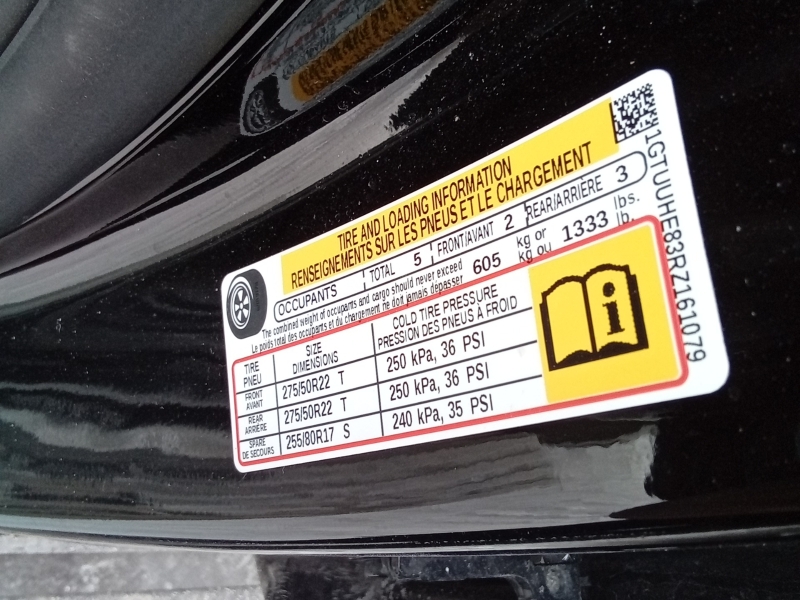 TIRE AND LOADING INFORMATION
RENSEIGNEMENTS SUR LES PNEUS ET LE CHARGEMENT
OCCUPANTS TOTAL 5 FRONT/AVANT 2 REAR/ARRIÈRE 3
The combined weight of occupants and cargo should never exceed 605 kg or 1333 lbs.
Le poids total des occupants et du chargement ne doit jamais dépasser kg ou lb.
TIRE SIZE COLD TIRE PRESSURE
PNEU DIMENSIONS PRESSION DES PNEUS À FROID
FRONT AVANT 275/50R22 T 250 kPa, 36 PSI
REAR ARRIÈRE 275/50R22 T 250 kPa, 36 PSI
SPARE DE SECOURS 255/80R17 S 240 kPa, 35 PSI
1GTUUHE83RZ161079